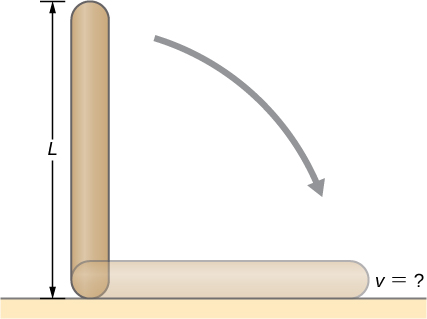 L
v = ?